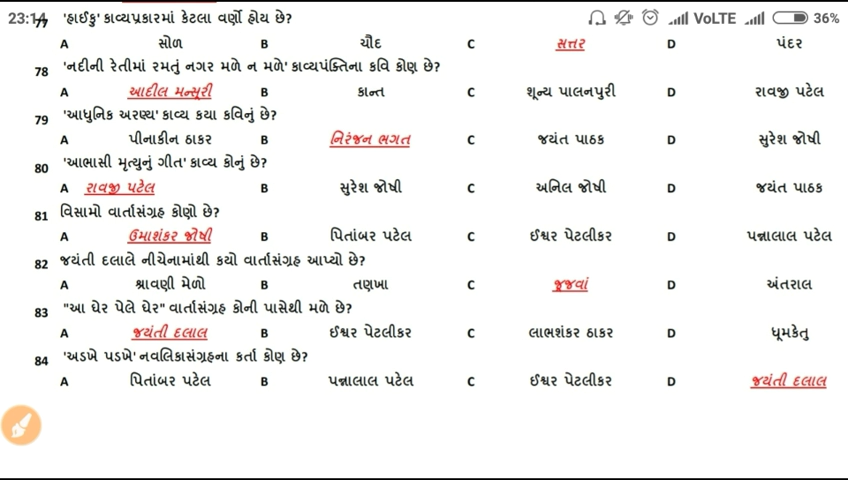 23:14 VoLTE 36%
77 'હાઈકુ' કાવ્યપ્રકારમાં કેટલા વર્ણો હોય છે?
A સોળ B ચૌદ C સત્તર D પંદર
78 'નદીની રેતીમાં રમતું નગર મળે ન મળે' કાવ્યપંક્તિના કવિ કોણ છે?
A આદીલ મન્સૂરી B કાન્ત C શૂન્ય પાલનપુરી D રાવજી પટેલ
79 'આધુનિક અરણ્ય' કાવ્ય કયા કવિનું છે?
A પીનાકીન ઠાકર B નિરંજન ભગત C જયંત પાઠક D સુરેશ જોષી
80 'આભાસી મૃત્યુનું ગીત' કાવ્ય કોનું છે?
A રાવજી પટેલ B સુરેશ જોષી C અનિલ જોષી D જયંત પાઠક
81 વિસામો વાર્તાસંગ્રહ કોણો છે?
A ઉમાશંકર જોષી B પિતાંબર પટેલ C ઈશ્વર પેટલીકર D પન્નાલાલ પટેલ
82 જયંતી દલાલે નીચેનામાંથી કયો વાર્તાસંગ્રહ આપ્યો છે?
A શ્રાવણી મેળો B તણખા C જૂજવાં D અંતરાલ
83 "આ ઘેર પેલે ઘેર" વાર્તાસંગ્રહ કોની પાસેથી મળે છે?
A જયંતી દલાલ B ઈશ્વર પેટલીકર C લાભશંકર ઠાકર D ધૂમકેતુ
84 'અડખે પડખે' નવલિકાસંગ્રહના કર્તા કોણ છે?
A પિતાંબર પટેલ B પન્નાલાલ પટેલ C ઈશ્વર પેટલીકર D જયંતી દલાલ